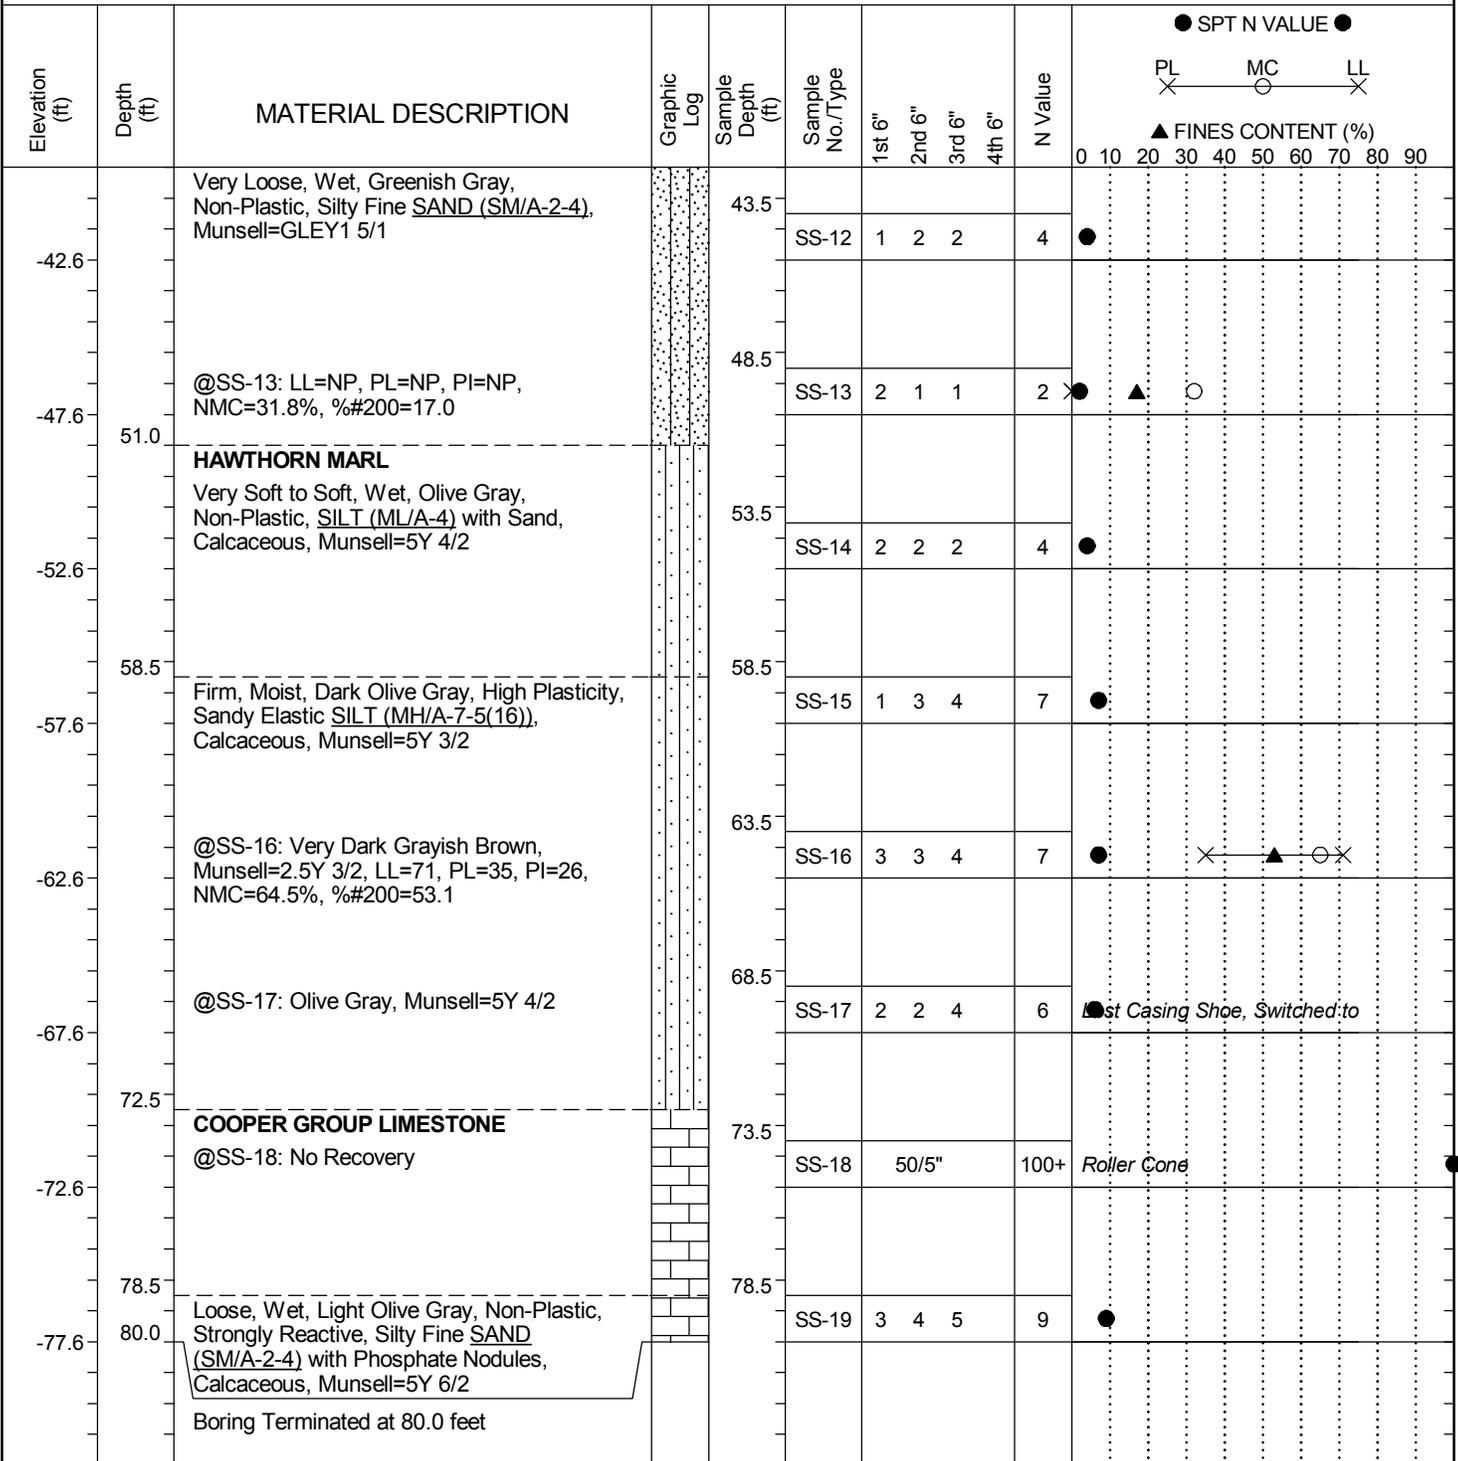 ● SPT N VALUE ●
PL MC LL
▲ FINES CONTENT (%)
Elevation (ft)
Depth (ft)
MATERIAL DESCRIPTION
Graphic Log
Sample Depth (ft)
Sample No./Type
1st 6"
2nd 6"
3rd 6"
4th 6"
N Value
0 10 20 30 40 50 60 70 80 90
Very Loose, Wet, Greenish Gray,
Non-Plastic, Silty Fine SAND (SM/A-2-4),
Munsell=GLEY1 5/1
43.5
SS-12 1 2 2 4
-42.6
48.5
@SS-13: LL=NP, PL=NP, PI=NP,
NMC=31.8%, %#200=17.0
SS-13 2 1 1 2
-47.6
51.0
HAWTHORN MARL
Very Soft to Soft, Wet, Olive Gray,
Non-Plastic, SILT (ML/A-4) with Sand,
Calcaceous, Munsell=5Y 4/2
53.5
SS-14 2 2 2 4
-52.6
58.5
58.5
Firm, Moist, Dark Olive Gray, High Plasticity,
Sandy Elastic SILT (MH/A-7-5(16)),
Calcaceous, Munsell=5Y 3/2
SS-15 1 3 4 7
-57.6
63.5
@SS-16: Very Dark Grayish Brown,
Munsell=2.5Y 3/2, LL=71, PL=35, PI=26,
NMC=64.5%, %#200=53.1
SS-16 3 3 4 7
-62.6
68.5
@SS-17: Olive Gray, Munsell=5Y 4/2
SS-17 2 2 4 6 Lost Casing Shoe, Switched to
-67.6
72.5
COOPER GROUP LIMESTONE
73.5
@SS-18: No Recovery
SS-18 50/5" 100+ Roller Cone
-72.6
78.5
78.5
Loose, Wet, Light Olive Gray, Non-Plastic,
Strongly Reactive, Silty Fine SAND
(SM/A-2-4) with Phosphate Nodules,
Calcaceous, Munsell=5Y 6/2
SS-19 3 4 5 9
80.0
-77.6
Boring Terminated at 80.0 feet